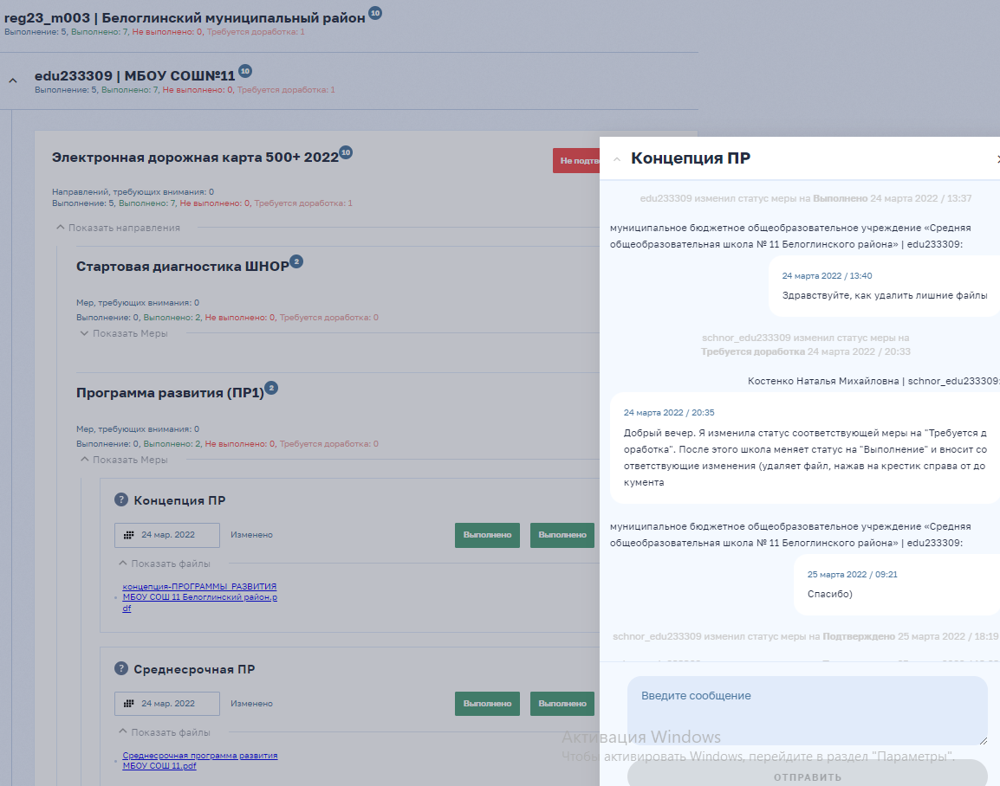 reg23_m003 | Белоглинский муниципальный район 10
Выполнение: 5, Выполнено: 7, Не выполнено: 0, Требуется доработка: 1
edu233309 | МБОУ СОШ№11 10
Выполнение: 5, Выполнено: 7, Не выполнено: 0, Требуется доработка: 1
Электронная дорожная карта 500+ 2022 10
Не подтв
Направлений, требующих внимания: 0
Выполнение: 5, Выполнено: 7, Не выполнено: 0, Требуется доработка: 1
Показать направления
Стартовая диагностика ШНОР 2
Мер, требующих внимания: 0
Выполнение: 0, Выполнено: 2, Не выполнено: 0, Требуется доработка: 0
Показать Меры
Программа развития (ПР1) 2
Мер, требующих внимания: 0
Выполнение: 0, Выполнено: 2, Не выполнено: 0, Требуется доработка: 0
Показать Меры
? Концепция ПР
24 мар. 2022 Изменено Выполнено Выполнено
Показать файлы
концепция-ПРОГРАММЫ_РАЗВИТИЯ
МБОУ СОШ 11 Белоглинский район.p
df
? Среднесрочная ПР
24 мар. 2022 Изменено Выполнено Выполнено
Показать файлы
Среднесрочная программа развития
МБОУ СОШ 11.pdf
Концепция ПР
edu233309 изменил статус меры на Выполнено 24 марта 2022 / 13:37
муниципальное бюджетное общеобразовательное учреждение «Средняя
общеобразовательная школа № 11 Белоглинского района» | edu233309:
24 марта 2022 / 13:40
Здравствуйте, как удалить лишние файлы
schnor_edu233309 изменил статус меры на
Требуется доработка 24 марта 2022 / 20:33
Костенко Наталья Михайловна | schnor_edu233309:
24 марта 2022 / 20:35
Добрый вечер. Я изменила статус соответствующей меры на "Требуется д
оработка". После этого школа меняет статус на "Выполнение" и вносит со
ответствующие изменения (удаляет файл, нажав на крестик справа от до
кумента
муниципальное бюджетное общеобразовательное учреждение «Средняя
общеобразовательная школа № 11 Белоглинского района» | edu233309:
25 марта 2022 / 09:21
Спасибо)
schnor_edu233309 изменил статус меры на Подтверждено 25 марта 2022 / 18:19
Введите сообщение
Активация Windows
Чтобы активировать Windows, перейдите в раздел "Параметры".
ОТПРАВИТЬ